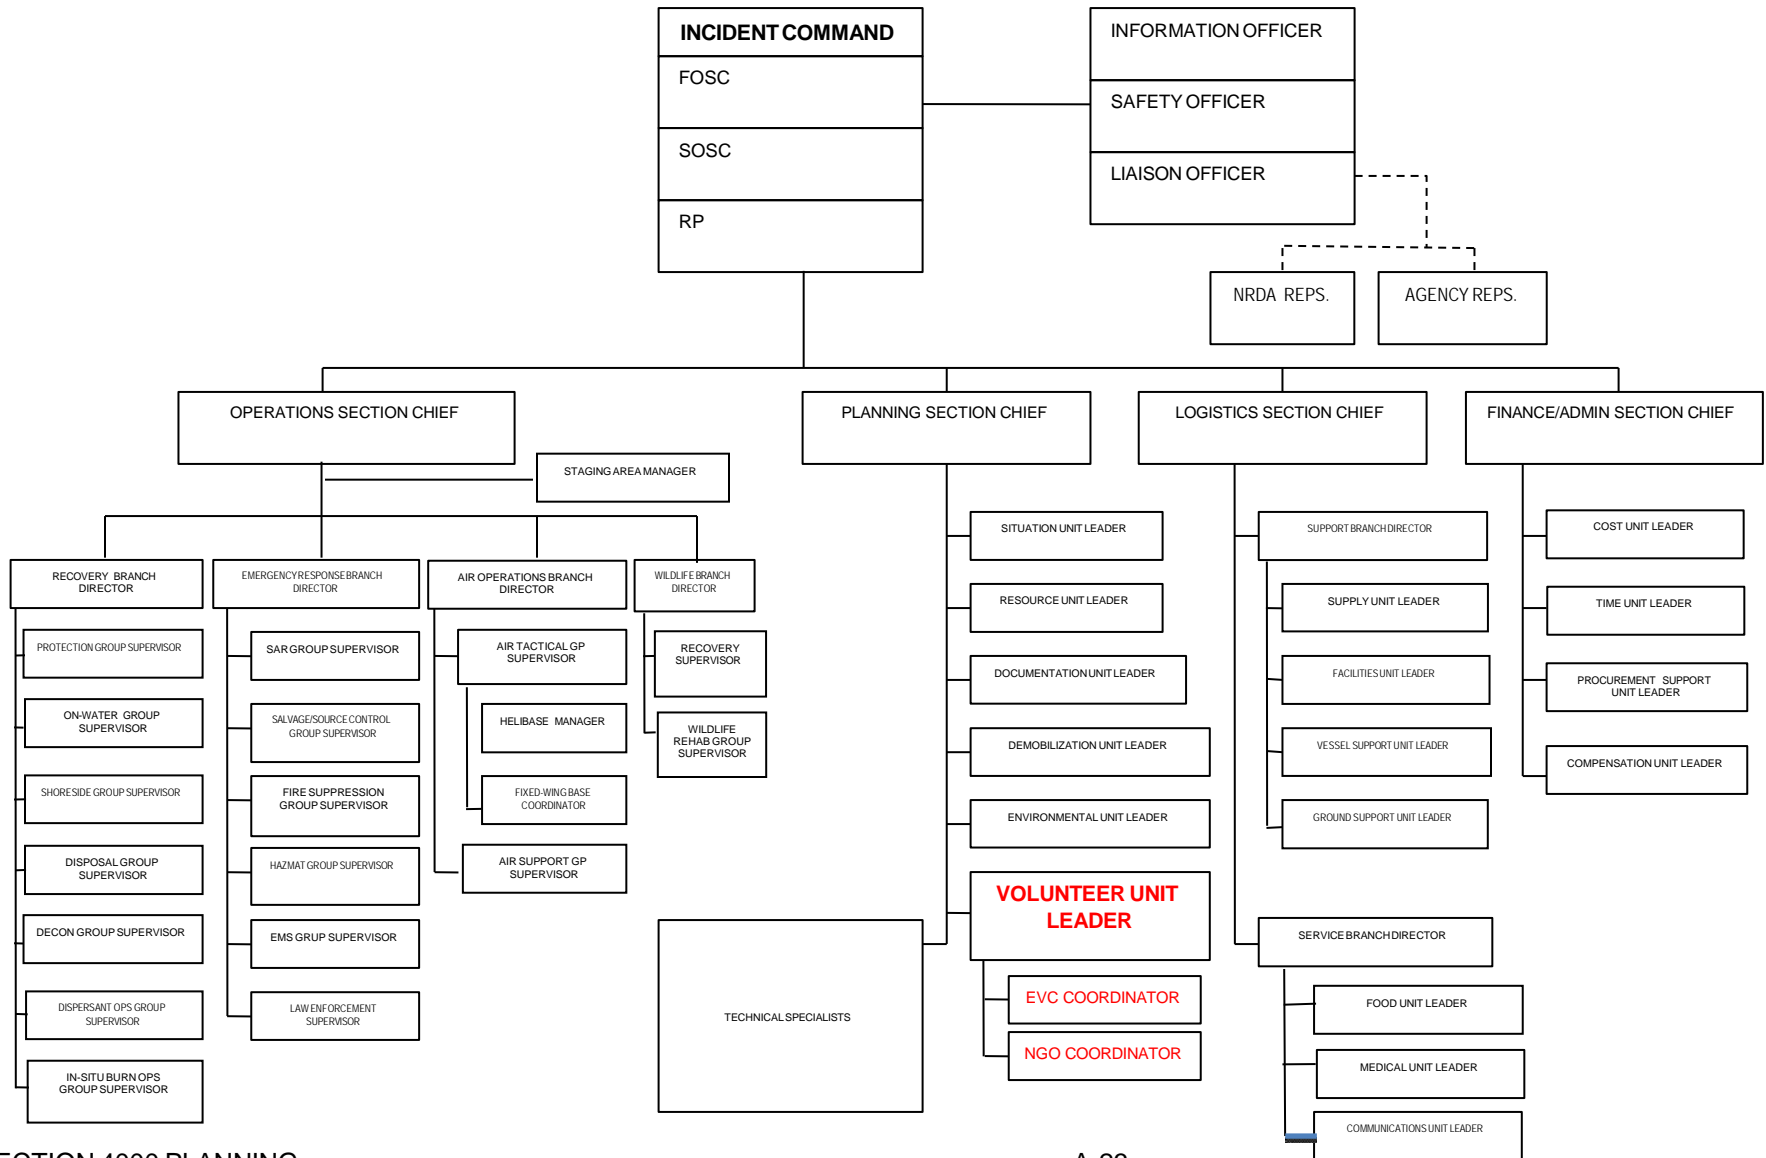 INCIDENT COMMAND
FOSC
SOSC
RP
INFORMATION OFFICER
SAFETY OFFICER
LIAISON OFFICER
NRDA REPS.
AGENCY REPS.
OPERATIONS SECTION CHIEF
PLANNING SECTION CHIEF
LOGISTICS SECTION CHIEF
FINANCE/ADMIN SECTION CHIEF
STAGING AREA MANAGER
RECOVERY BRANCH
DIRECTOR
PROTECTION GROUP SUPERVISOR
ON-WATER GROUP
SUPERVISOR
SHORESIDE GROUP SUPERVISOR
DISPOSAL GROUP
SUPERVISOR
DECON GROUP SUPERVISOR
DISPERSANT OPS GROUP
SUPERVISOR
IN-SITU BURN OPS
GROUP SUPERVISOR
EMERGENCY RESPONSE BRANCH
DIRECTOR
SAR GROUP SUPERVISOR
SALVAGE/SOURCE CONTROL
GROUP SUPERVISOR
FIRE SUPPRESSION
GROUP SUPERVISOR
HAZMAT GROUP SUPERVISOR
EMS GRUP SUPERVISOR
LAW ENFORCEMENT
SUPERVISOR
AIR OPERATIONS BRANCH
DIRECTOR
AIR TACTICAL GP
SUPERVISOR
HELIBASE MANAGER
FIXED-WING BASE
COORDINATOR
AIR SUPPORT GP
SUPERVISOR
WILDLIFE BRANCH
DIRECTOR
RECOVERY
SUPERVISOR
WILDLIFE
REHAB GROUP
SUPERVISOR
SITUATION UNIT LEADER
RESOURCE UNIT LEADER
DOCUMENTATION UNIT LEADER
DEMOBILIZATION UNIT LEADER
ENVIRONMENTAL UNIT LEADER
VOLUNTEER UNIT
LEADER
EVC COORDINATOR
NGO COORDINATOR
TECHNICAL SPECIALISTS
SUPPORT BRANCH DIRECTOR
SUPPLY UNIT LEADER
FACILITIES UNIT LEADER
VESSEL SUPPORT UNIT LEADER
GROUND SUPPORT UNIT LEADER
SERVICE BRANCH DIRECTOR
FOOD UNIT LEADER
MEDICAL UNIT LEADER
COMMUNICATIONS UNIT LEADER
COST UNIT LEADER
TIME UNIT LEADER
PROCUREMENT SUPPORT
UNIT LEADER
COMPENSATION UNIT LEADER
PLANNING